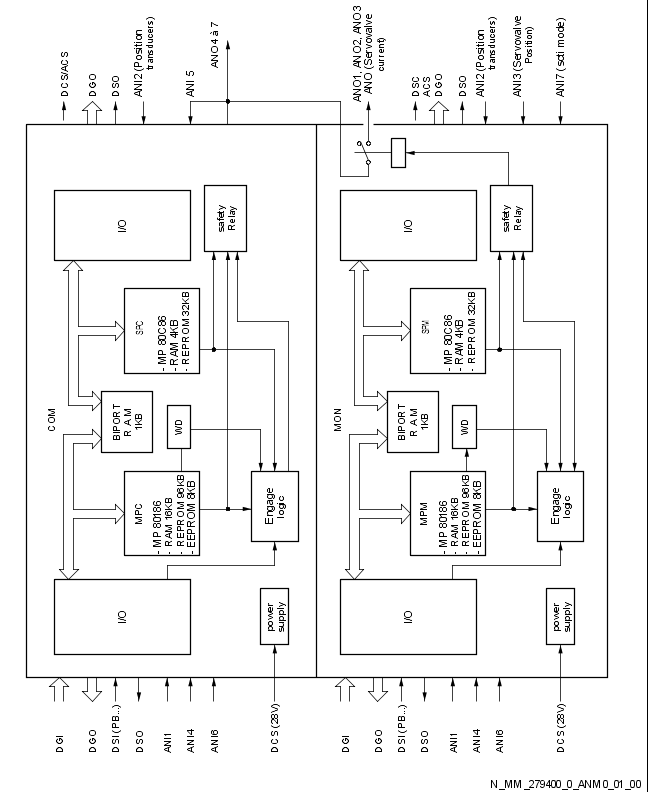 DCS/ACS
DGO
DSO
ANI2 (Position
transducers)
ANI 5
ANO 4 à 7
ANO1, ANO2, ANO3
ANO (Servovalve
current)
DSC
ACS
DGO
DSO
ANI2 (Position
transducers)
ANI3 (Servovalve
Position)
ANI7 (scti mode)
I/O
safety
Relay
I/O
safety
Relay
SPC
- MP 80C86
- RAM 4KB
- REPROM 32KB
SPM
- MP 80C86
- RAM 4KB
- REPROM 32KB
COM
BIPORT
RAM
1KB
WD
MON
BIPORT
RAM
1KB
WD
MPC
- MP 80186
- RAM 16KB
- REPROM 96KB
- EEPROM 8KB
Engage
logic
MPM
- MP 80186
- RAM 16KB
- REPROM 96KB
- EEPROM 8KB
Engage
logic
I/O
power
supply
I/O
power
supply
DGI
DGO
DSI (PB...)
DSO
ANI1
ANI4
ANI6
DCS (28V)
DGI
DGO
DSI (PB...)
DSO
ANI1
ANI4
ANI6
DCS (28V)
N_MM_279400_0_ANM0_01_00